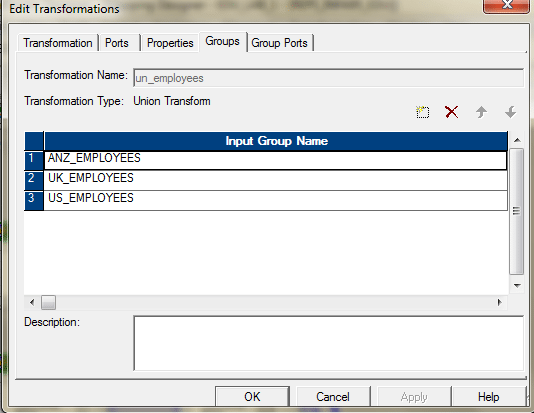 Edit Transformations
Transformation Ports Properties Groups Group Ports
Transformation Name: un_employees
Transformation Type: Union Transform
Input Group Name
1 ANZ_EMPLOYEES
2 UK_EMPLOYEES
3 US_EMPLOYEES
Description:
OK Cancel Apply Help